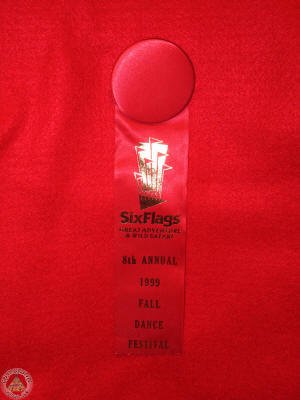 SixFlags
GREAT ADVENTURE
& WILD SAFARI
8th ANNUAL
1999
FALL
DANCE
FESTIVAL